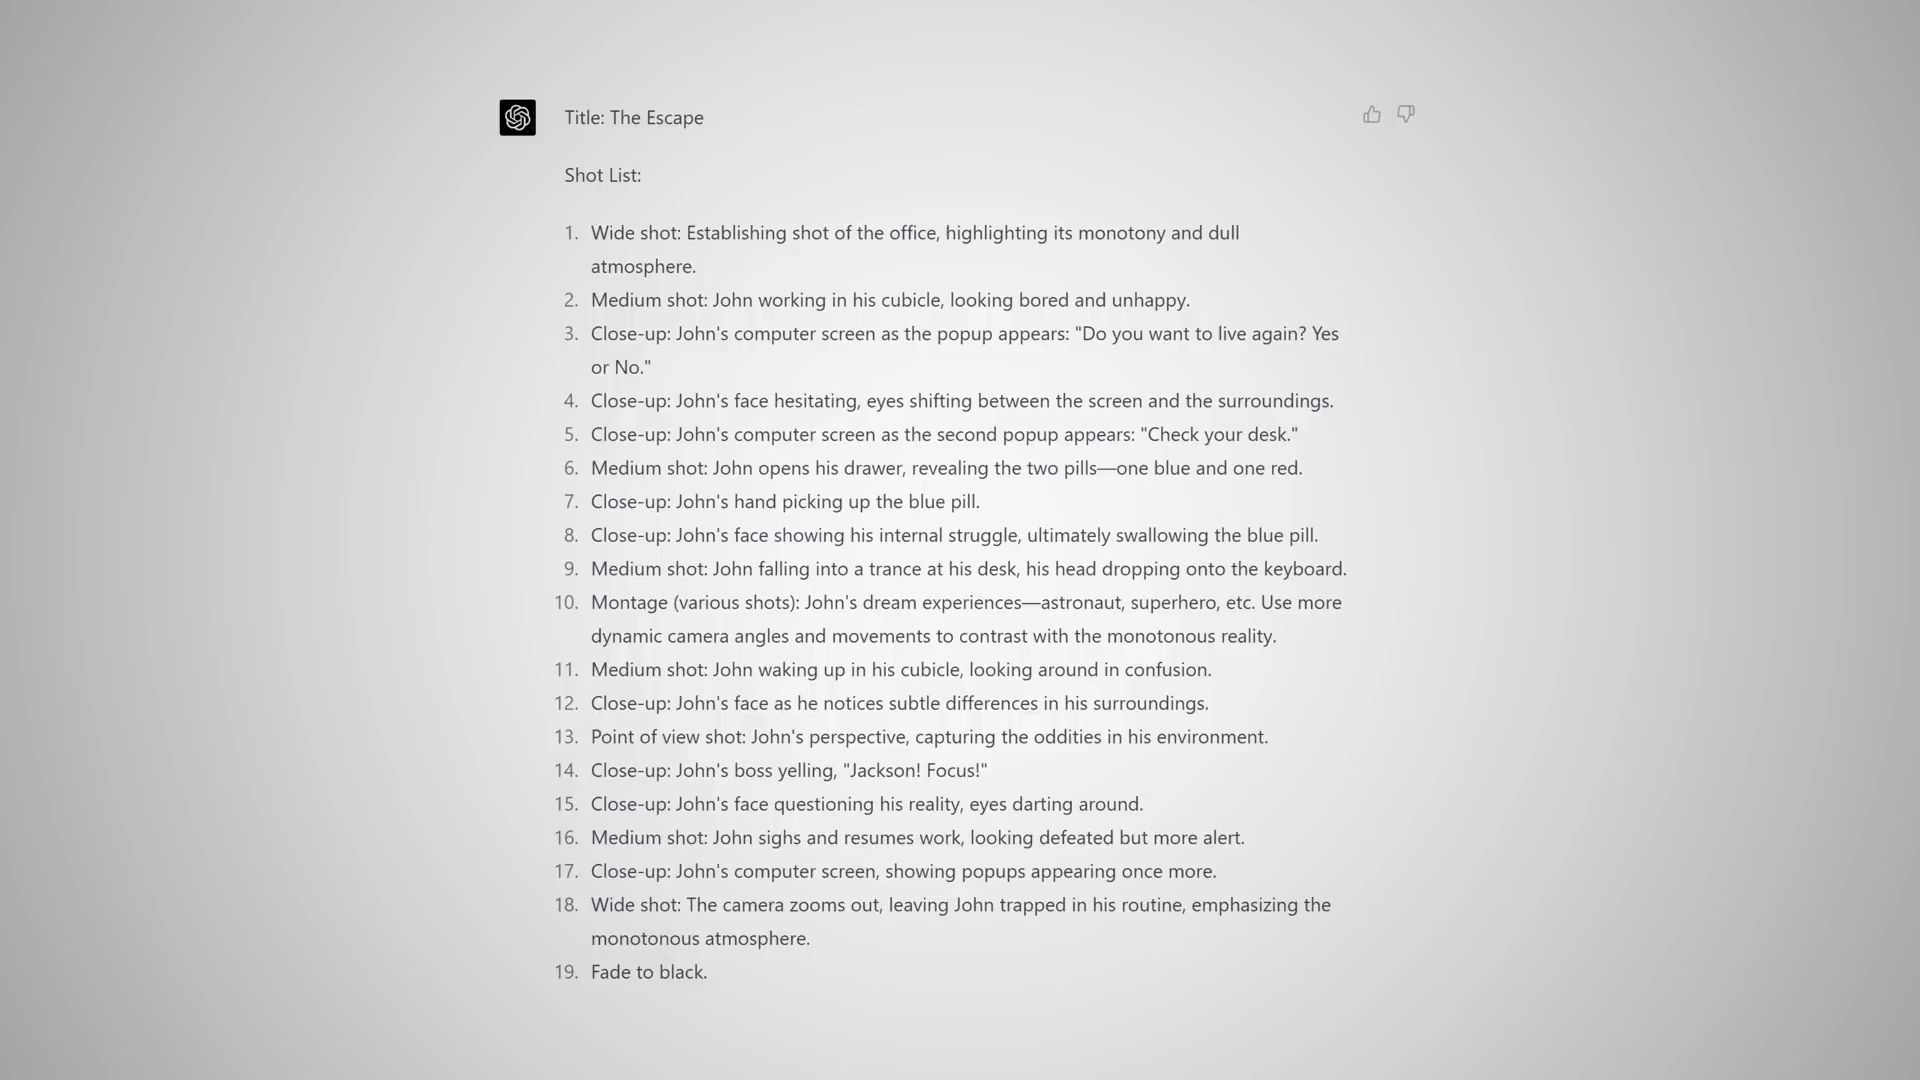 Title: The Escape
Shot List:
1. Wide shot: Establishing shot of the office, highlighting its monotony and dull
atmosphere.
2. Medium shot: John working in his cubicle, looking bored and unhappy.
3. Close-up: John's computer screen as the popup appears: "Do you want to live again? Yes
or No."
4. Close-up: John's face hesitating, eyes shifting between the screen and the surroundings.
5. Close-up: John's computer screen as the second popup appears: "Check your desk."
6. Medium shot: John opens his drawer, revealing the two pills—one blue and one red.
7. Close-up: John's hand picking up the blue pill.
8. Close-up: John's face showing his internal struggle, ultimately swallowing the blue pill.
9. Medium shot: John falling into a trance at his desk, his head dropping onto the keyboard.
10. Montage (various shots): John's dream experiences—astronaut, superhero, etc. Use more
dynamic camera angles and movements to contrast with the monotonous reality.
11. Medium shot: John waking up in his cubicle, looking around in confusion.
12. Close-up: John's face as he notices subtle differences in his surroundings.
13. Point of view shot: John's perspective, capturing the oddities in his environment.
14. Close-up: John's boss yelling, "Jackson! Focus!"
15. Close-up: John's face questioning his reality, eyes darting around.
16. Medium shot: John sighs and resumes work, looking defeated but more alert.
17. Close-up: John's computer screen, showing popups appearing once more.
18. Wide shot: The camera zooms out, leaving John trapped in his routine, emphasizing the
monotonous atmosphere.
19. Fade to black.